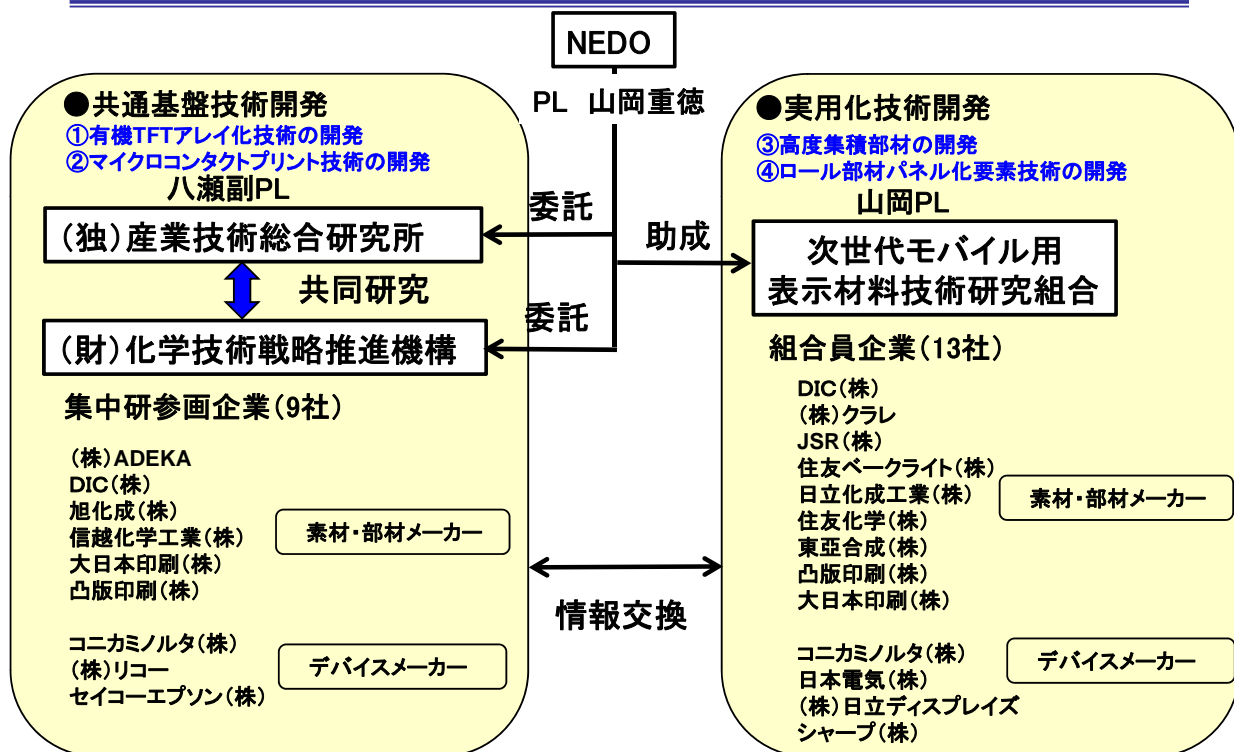 NEDO
PL 山岡重徳
●共通基盤技術開発
①有機TFTアレイ化技術の開発
②マイクロコンタクトプリント技術の開発
八瀬副PL
(独)産業技術総合研究所
共同研究
(財)化学技術戦略推進機構
集中研参画企業(9社)
(株)ADEKA
DIC(株)
旭化成(株)
信越化学工業(株)
大日本印刷(株)
凸版印刷(株)
素材・部材メーカー
コニカミノルタ(株)
(株)リコー
セイコーエプソン(株)
デバイスメーカー
委託
委託
助成
情報交換
●実用化技術開発
③高度集積部材の開発
④ロール部材パネル化要素技術の開発
山岡PL
次世代モバイル用
表示材料技術研究組合
組合員企業(13社)
DIC(株)
(株)クラレ
JSR(株)
住友ベークライト(株)
日立化成工業(株)
住友化学(株)
東亞合成(株)
凸版印刷(株)
大日本印刷(株)
素材・部材メーカー
コニカミノルタ(株)
日本電気(株)
(株)日立ディスプレイズ
シャープ(株)
デバイスメーカー